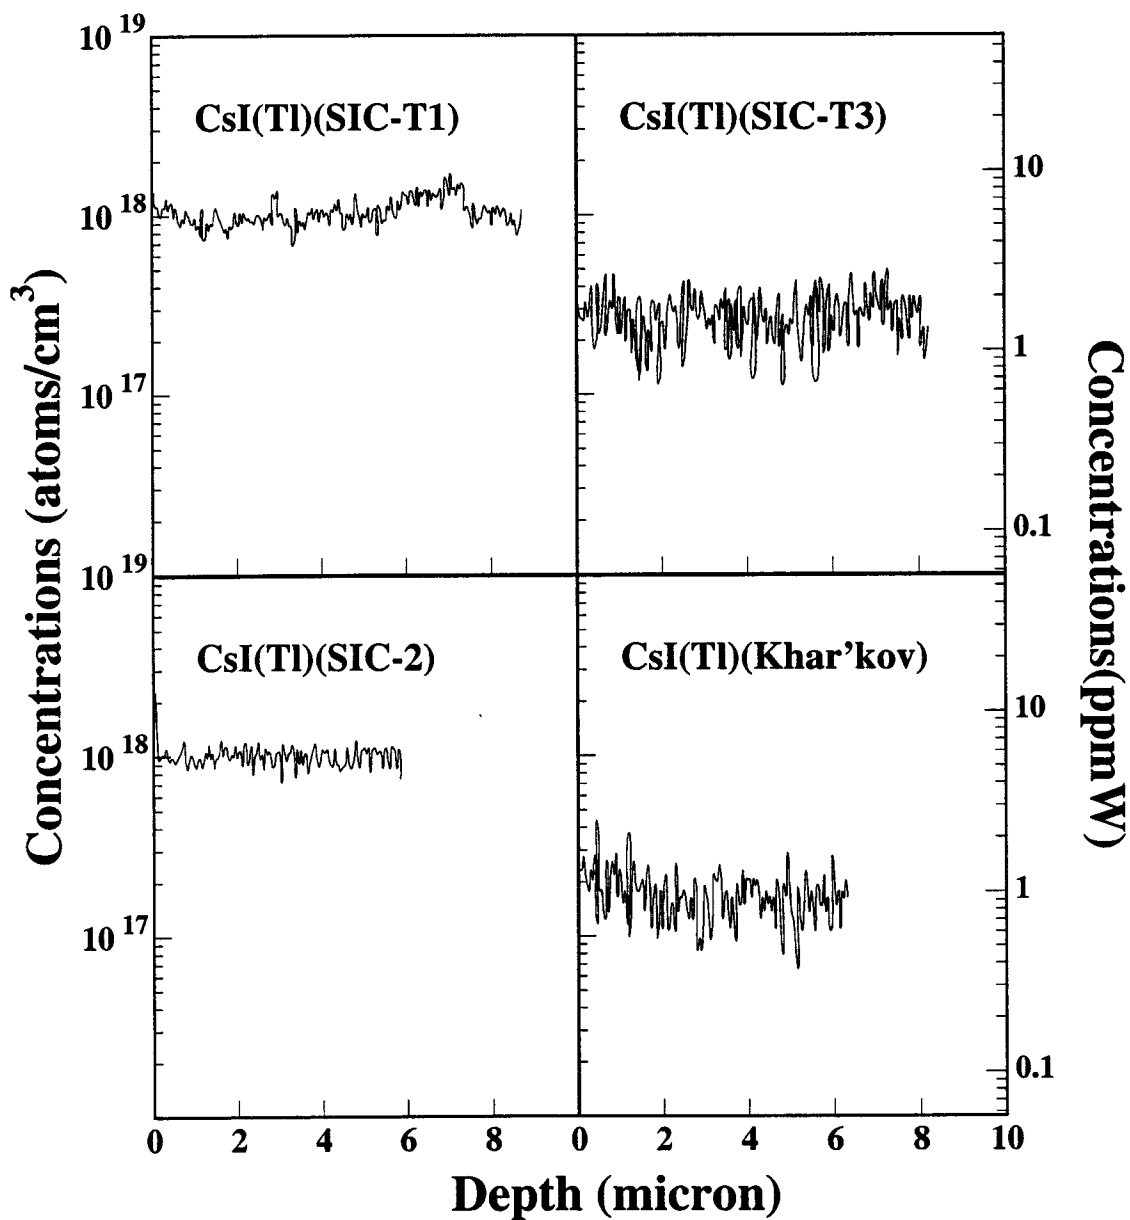 10 19
CsI(Tl)(SIC-T1)
CsI(Tl)(SIC-T3)
10
10 18
1
10 17
0.1
10 19
CsI(Tl)(SIC-2)
CsI(Tl)(Khar'kov)
10
10 18
1
10 17
0.1
0 2 4 6 8 0 2 4 6 8 10
Depth (micron)
Concentrations (atoms/cm3)
Concentrations(ppmW)